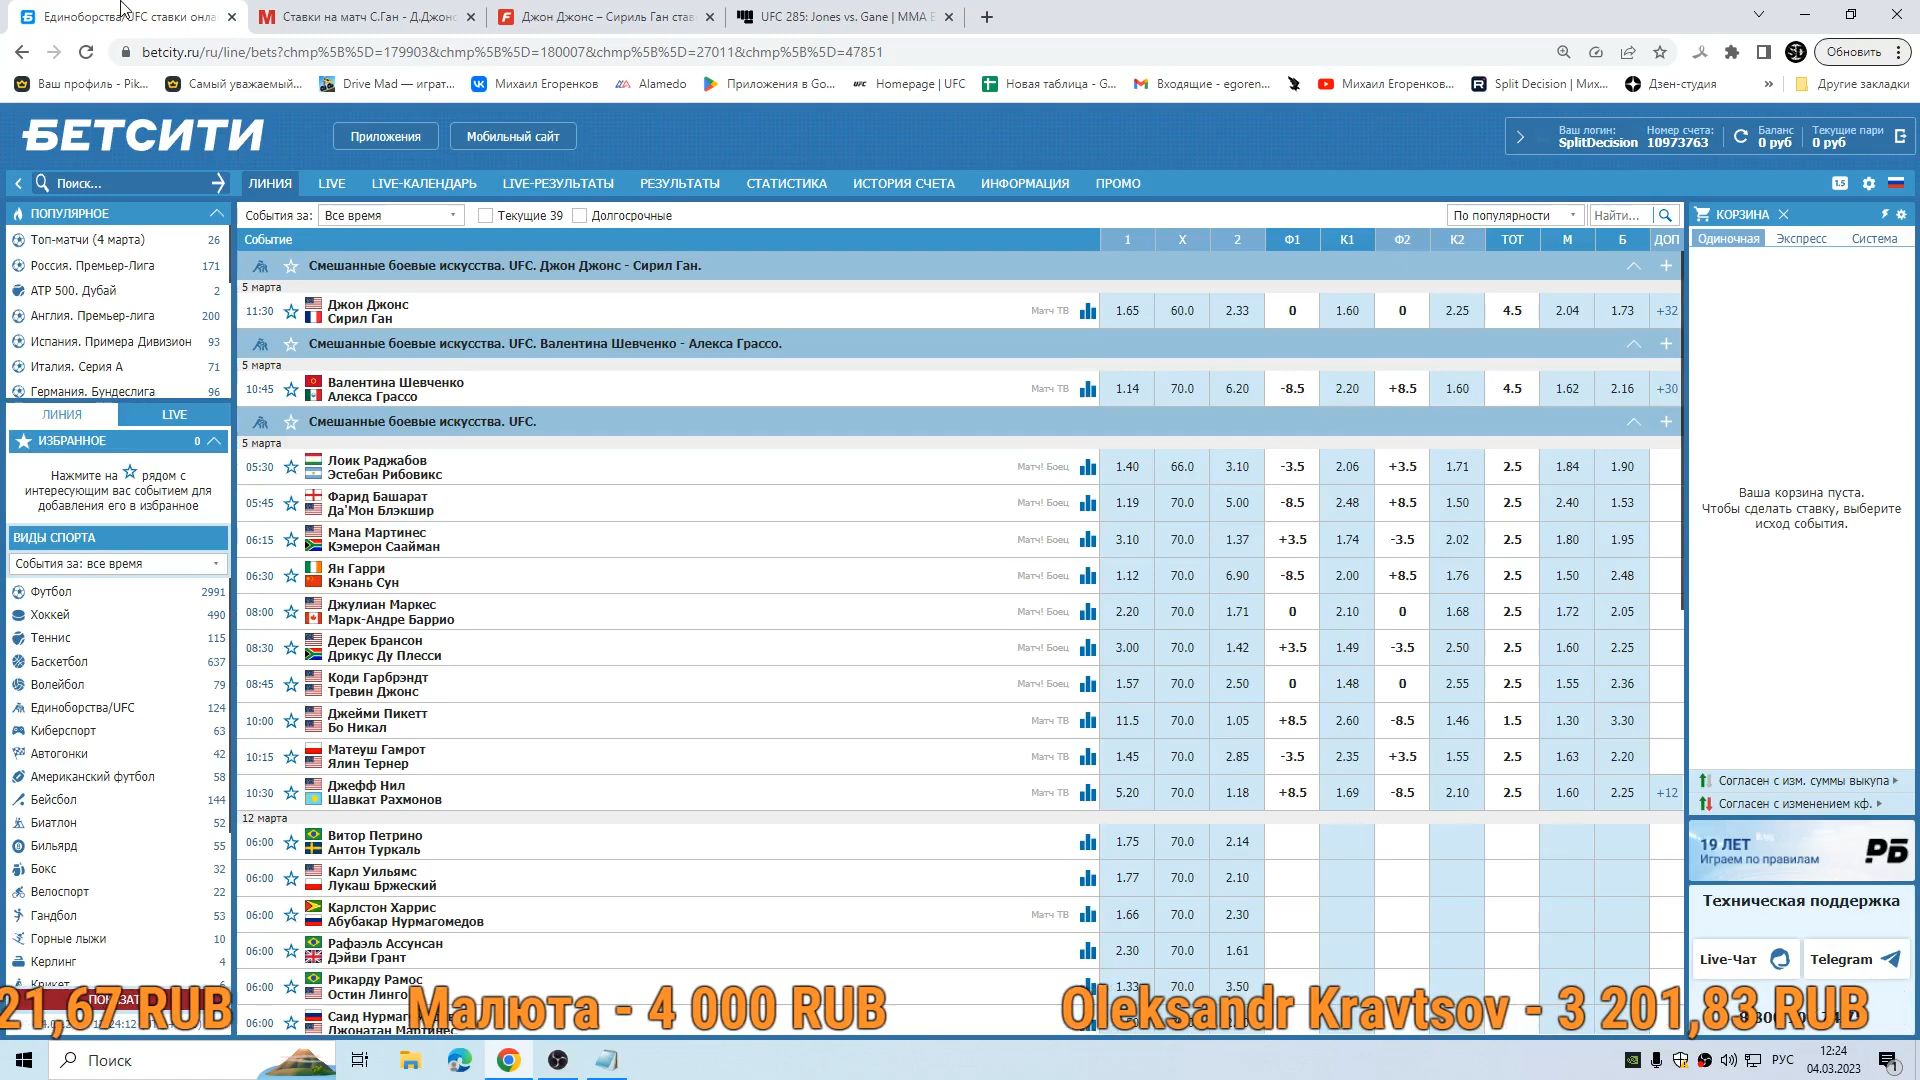 Единоборства/UFC ставки онла
Ставки на матч С.Ган - Д.Джонс
Джон Джонс – Сириль Ган став
UFC 285: Jones vs. Gane | MMA E
betcity.ru/ru/line/bets?chmp%5B%5D=179903&chmp%5B%5D=180007&chmp%5B%5D=27011&chmp%5B%5D=47851
Обновить
Ваш профиль - Pik...
Самый уважаемый...
Drive Mad — играт...
Михаил Егоренков
Alamedo
Приложения в Go...
Homepage | UFC
Новая таблица - G...
Входящие - egoren...
Михаил Егоренков...
Split Decision | Мих...
Дзен-студия
Другие закладки
БЕТСИТИ
Приложения
Мобильный сайт
Ваш логин: Номер счета: Баланс Текущие пари
SplitDecision 10973763 0 руб 0 руб
Поиск...
ЛИНИЯ LIVE LIVE-КАЛЕНДАРЬ LIVE-РЕЗУЛЬТАТЫ РЕЗУЛЬТАТЫ СТАТИСТИКА ИСТОРИЯ СЧЕТА ИНФОРМАЦИЯ ПРОМО
1.5
ПОПУЛЯРНОЕ
Топ-матчи (4 марта) 26
Россия. Премьер-Лига 171
ATP 500. Дубай 2
Англия. Премьер-лига 200
Испания. Примера Дивизион 93
Италия. Серия А 71
Германия. Бундеслига 96
ЛИНИЯ LIVE
ИЗБРАННОЕ 0
Нажмите на рядом с
интересующим вас событием для
добавления его в избранное
ВИДЫ СПОРТА
События за: все время
Футбол 2991
Хоккей 490
Теннис 115
Баскетбол 637
Волейбол 79
Единоборства/UFC 124
Киберспорт 63
Автогонки 42
Американский футбол 58
Бейсбол 144
Биатлон 52
Бильярд 55
Бокс 32
Велоспорт 22
Гандбол 53
Горные лыжи 10
Керлинг 4
События за: Все время Текущие 39 Долгосрочные По популярности Найти...
Событие 1 X 2 Ф1 К1 Ф2 К2 ТОТ М Б ДОП
Смешанные боевые искусства. UFC. Джон Джонс - Сирил Ган.
5 марта
11:30 Джон Джонс Матч ТВ 1.65 60.0 2.33 0 1.60 0 2.25 4.5 2.04 1.73 +32
Сирил Ган
Смешанные боевые искусства. UFC. Валентина Шевченко - Алекса Грассо.
5 марта
10:45 Валентина Шевченко Матч ТВ 1.14 70.0 6.20 -8.5 2.20 +8.5 1.60 4.5 1.62 2.16 +30
Алекса Грассо
Смешанные боевые искусства. UFC.
5 марта
05:30 Лоик Раджабов Матч! Боец 1.40 66.0 3.10 -3.5 2.06 +3.5 1.71 2.5 1.84 1.90
Эстебан Рибовикс
05:45 Фарид Башарат Матч! Боец 1.19 70.0 5.00 -8.5 2.48 +8.5 1.50 2.5 2.40 1.53
Да'Мон Блэкшир
06:15 Мана Мартинес Матч! Боец 3.10 70.0 1.37 +3.5 1.74 -3.5 2.02 2.5 1.80 1.95
Кэмерон Саайман
06:30 Ян Гарри Матч! Боец 1.12 70.0 6.90 -8.5 2.00 +8.5 1.76 2.5 1.50 2.48
Кэнань Сун
08:00 Джулиан Маркес Матч! Боец 2.20 70.0 1.71 0 2.10 0 1.68 2.5 1.72 2.05
Марк-Андре Баррио
08:30 Дерек Брансон Матч! Боец 3.00 70.0 1.42 +3.5 1.49 -3.5 2.50 2.5 1.60 2.25
Дрикус Ду Плесси
08:45 Коди Гарбрэндт Матч! Боец 1.57 70.0 2.50 0 1.48 0 2.55 2.5 1.55 2.36
Тревин Джонс
10:00 Джейми Пикетт Матч ТВ 11.5 70.0 1.05 +8.5 2.60 -8.5 1.46 1.5 1.30 3.30
Бо Никал
10:15 Матеуш Гамрот Матч ТВ 1.45 70.0 2.85 -3.5 2.35 +3.5 1.55 2.5 1.63 2.20
Ялин Тернер
10:30 Джефф Нил Матч ТВ 5.20 70.0 1.18 +8.5 1.69 -8.5 2.10 2.5 1.60 2.25 +12
Шавкат Рахмонов
12 марта
06:00 Витор Петрино 1.75 70.0 2.14
Антон Туркаль
06:00 Карл Уильямс 1.77 70.0 2.10
Лукаш Бржеский
06:00 Карлстон Харрис Матч ТВ 1.66 70.0 2.30
Абубакар Нурмагомедов
06:00 Рафаэль Ассунсан 2.30 70.0 1.61
Дэйви Грант
06:00 Рикарду Рамос 1.33 70.0 3.50
Остин Линго
06:00 Саид Нурмаг
Джонатан Мартинес
КОРЗИНА
Одиночная Экспресс Система
Ваша корзина пуста.
Чтобы сделать ставку, выберите
исход события.
Согласен с изм. суммы выкупа
Согласен с изменением кф.
19 ЛЕТ
Играем по правилам
РБ
Техническая поддержка
Live-Чат
Telegram
21,67 RUB Малюта - 4 000 RUB Oleksandr Kravtsov - 3 201,83 RUB
Поиск
РУС
12:24
04.03.2023
1